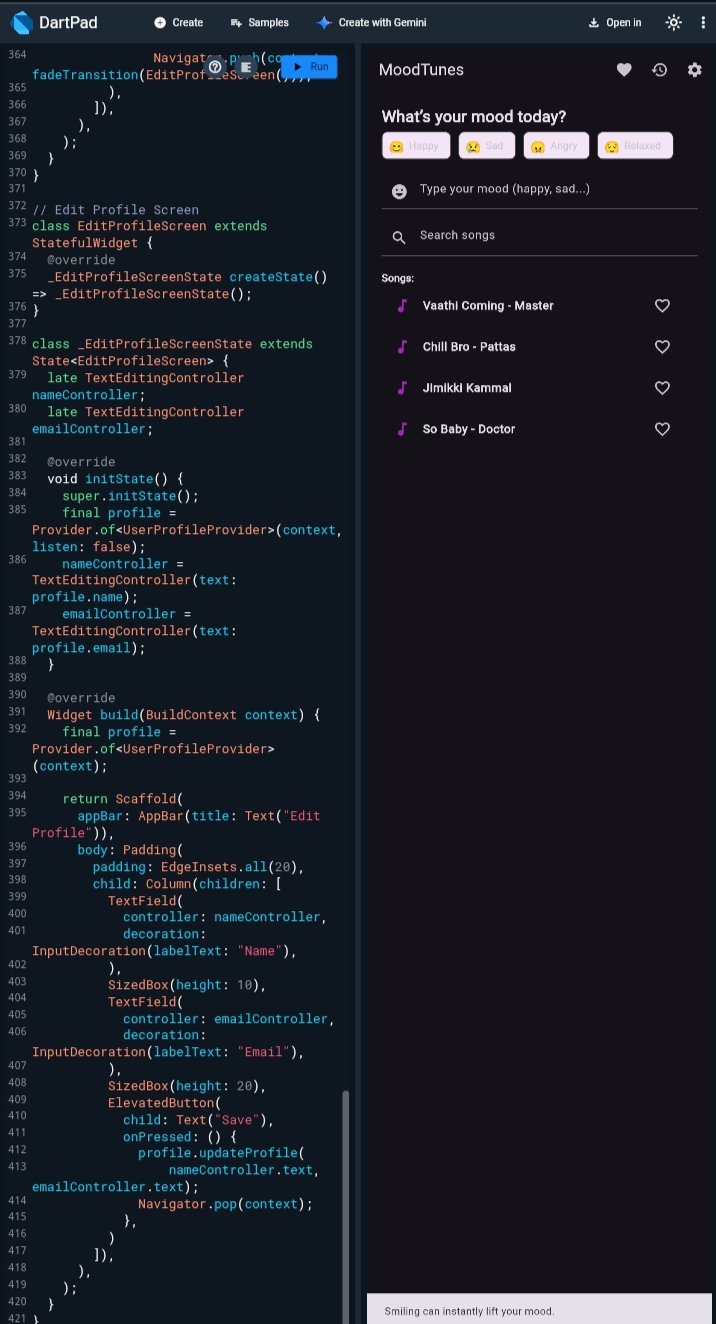 DartPad
Create
Samples
Create with Gemini
Open in
364 Navigator.push(context,
fadeTransition(EditProfileScreen()));
Run
365 ),
366 ]),
367 ),
368 );
369 }
370 }
371
372 // Edit Profile Screen
373 class EditProfileScreen extends
StatefulWidget {
374 @override
375 _EditProfileScreenState createState()
=> _EditProfileScreenState();
376 }
377
378 class _EditProfileScreenState extends
State<EditProfileScreen> {
379 late TextEditingController
nameController;
380 late TextEditingController
emailController;
381
382 @override
383 void initState() {
384 super.initState();
385 final profile =
Provider.of<UserProfileProvider>(context,
listen: false);
386 nameController =
TextEditingController(text:
profile.name);
387 emailController =
TextEditingController(text:
profile.email);
388 }
389
390 @override
391 Widget build(BuildContext context) {
392 final profile =
Provider.of<UserProfileProvider>
(context);
393
394 return Scaffold(
395 appBar: AppBar(title: Text("Edit
Profile")),
396 body: Padding(
397 padding: EdgeInsets.all(20),
398 child: Column(children: [
399 TextField(
400 controller: nameController,
401 decoration:
InputDecoration(labelText: "Name"),
402 ),
403 SizedBox(height: 10),
404 TextField(
405 controller: emailController,
406 decoration:
InputDecoration(labelText: "Email"),
407 ),
408 SizedBox(height: 20),
409 ElevatedButton(
410 child: Text("Save"),
411 onPressed: () {
412 profile.updateProfile(
413 nameController.text,
emailController.text);
414 Navigator.pop(context);
415 },
416 )
417 ]),
418 ),
419 );
420 }
421 }
MoodTunes
What's your mood today?
Happy
Sad
Angry
Relaxed
Type your mood (happy, sad...)
Search songs
Songs:
Vaathi Coming - Master
Chill Bro - Pattas
Jimikki Kammal
So Baby - Doctor
Smiling can instantly lift your mood.